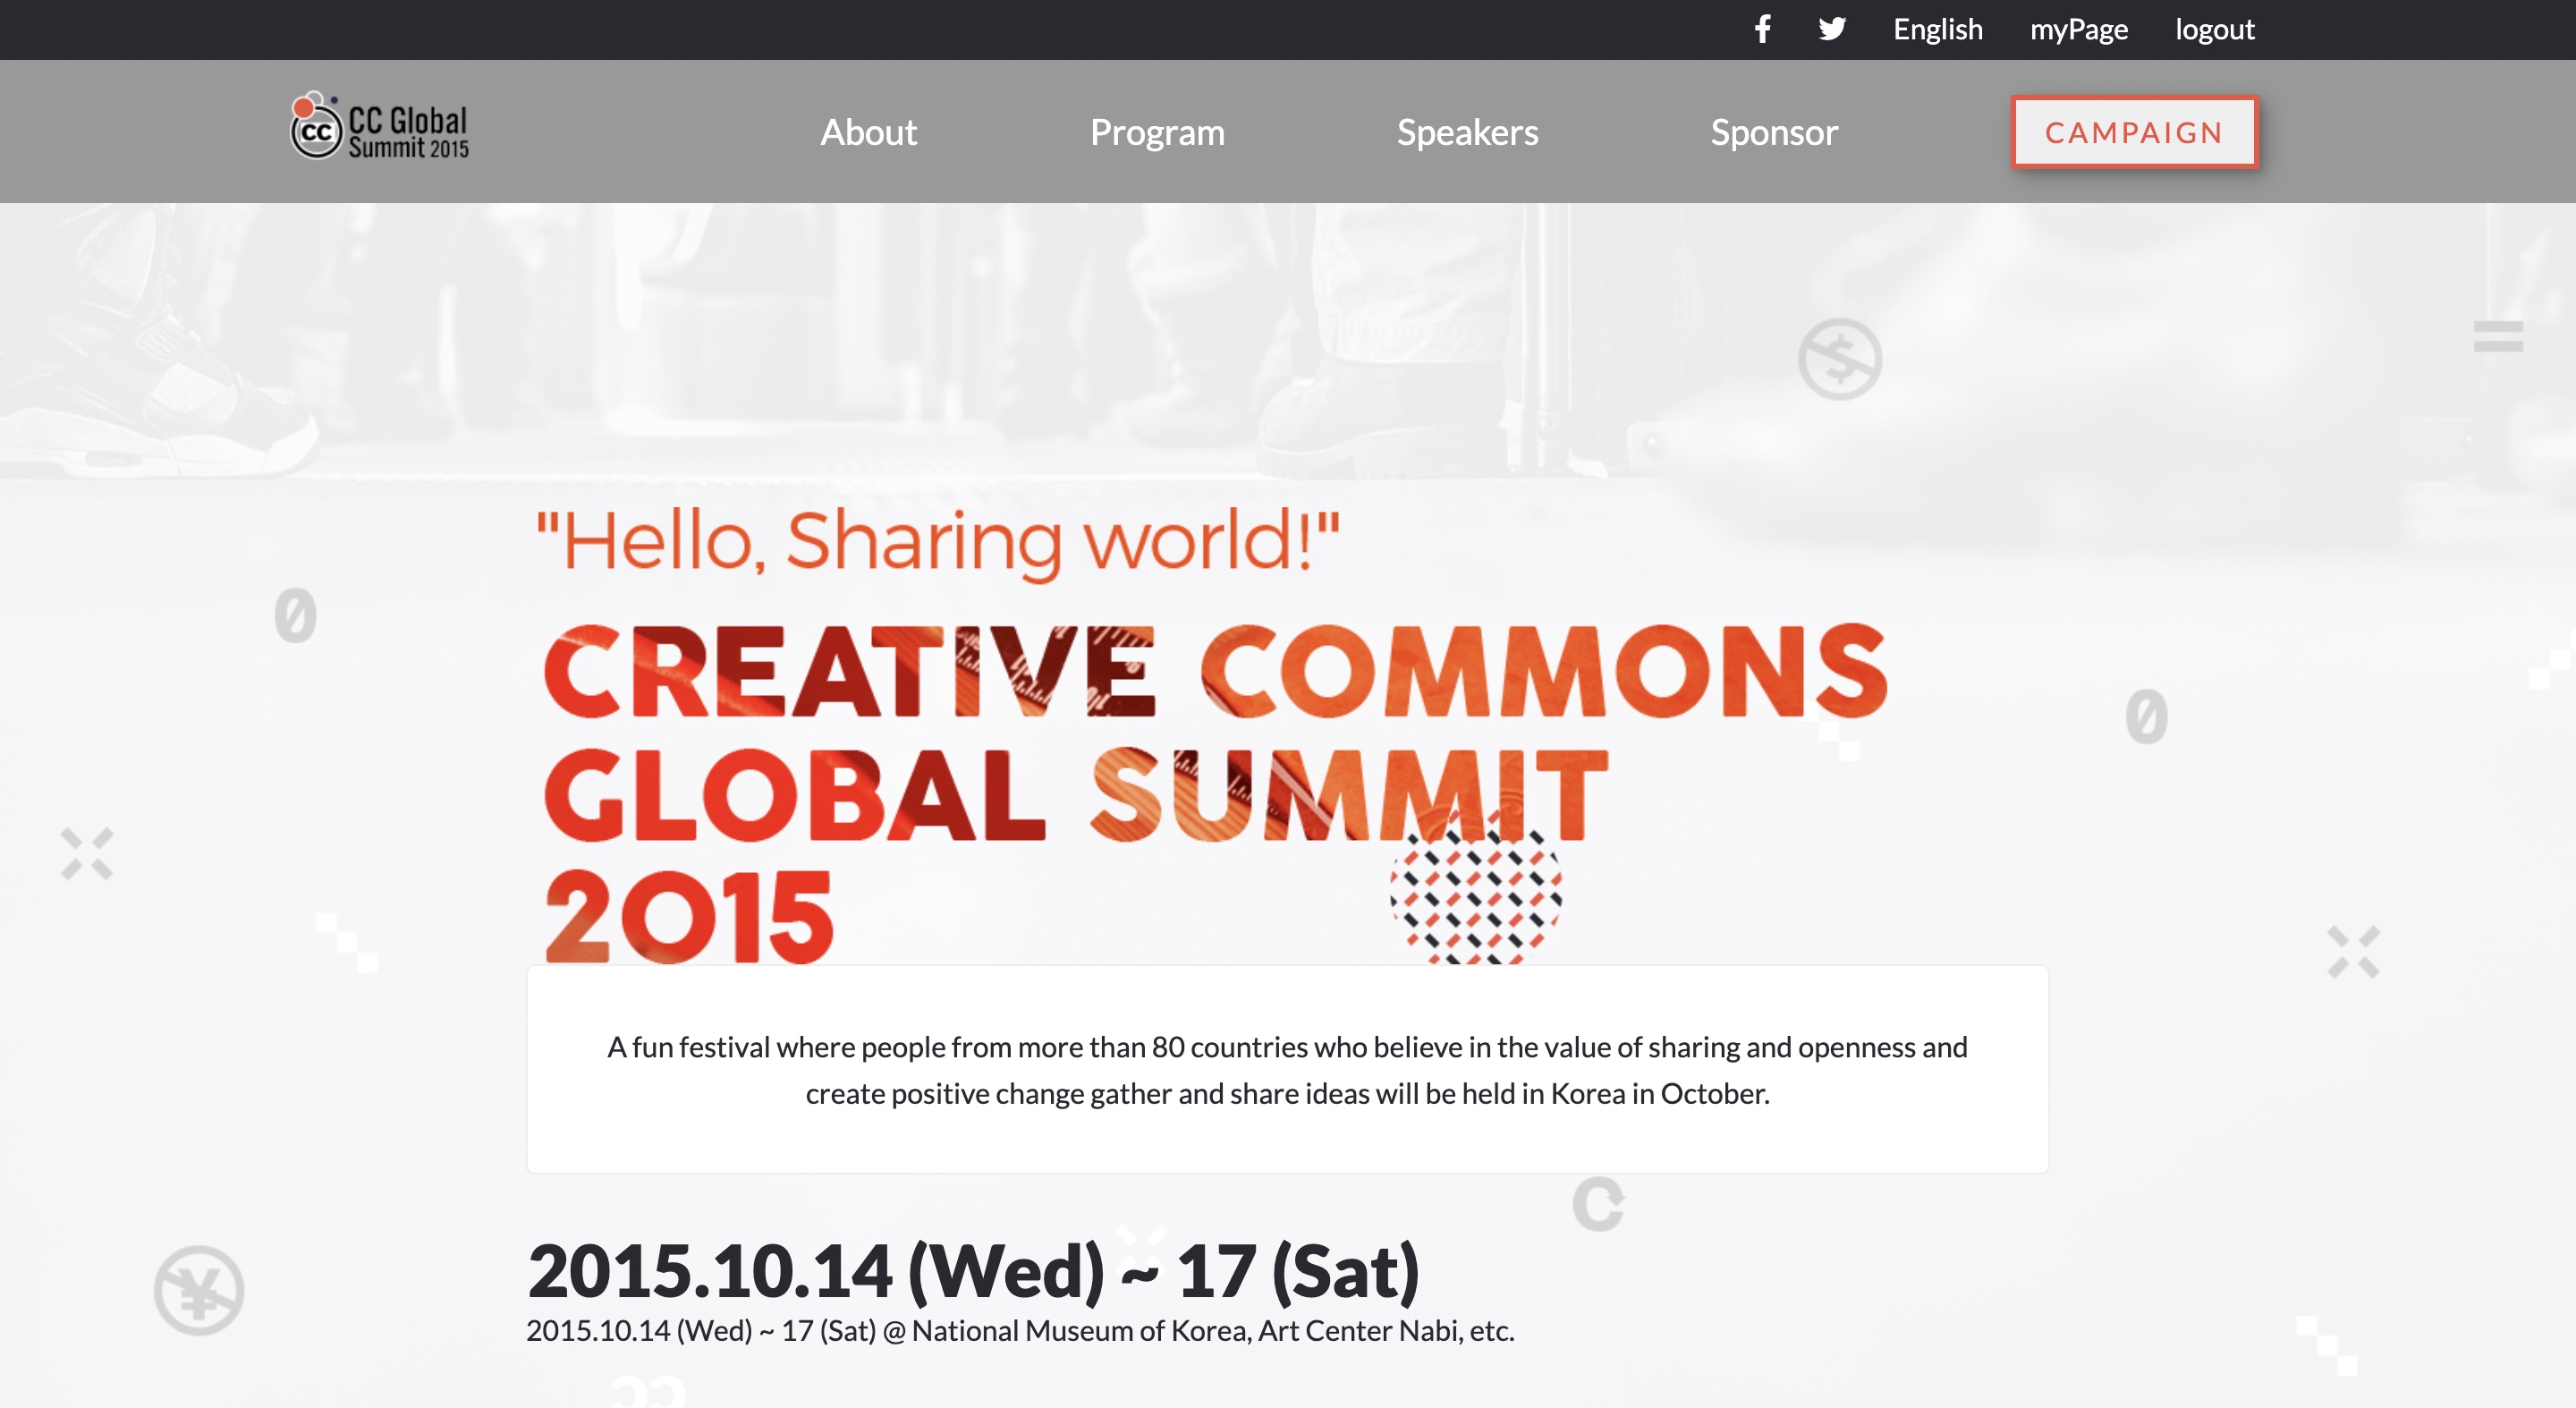 English myPage logout
CC Global
Summit 2015
About Program Speakers Sponsor CAMPAIGN
"Hello, Sharing world!"
CREATIVE COMMONS
GLOBAL SUMMIT
2015
A fun festival where people from more than 80 countries who believe in the value of sharing and openness and
create positive change gather and share ideas will be held in Korea in October.
2015.10.14 (Wed) ~ 17 (Sat)
2015.10.14 (Wed) ~ 17 (Sat) @ National Museum of Korea, Art Center Nabi, etc.